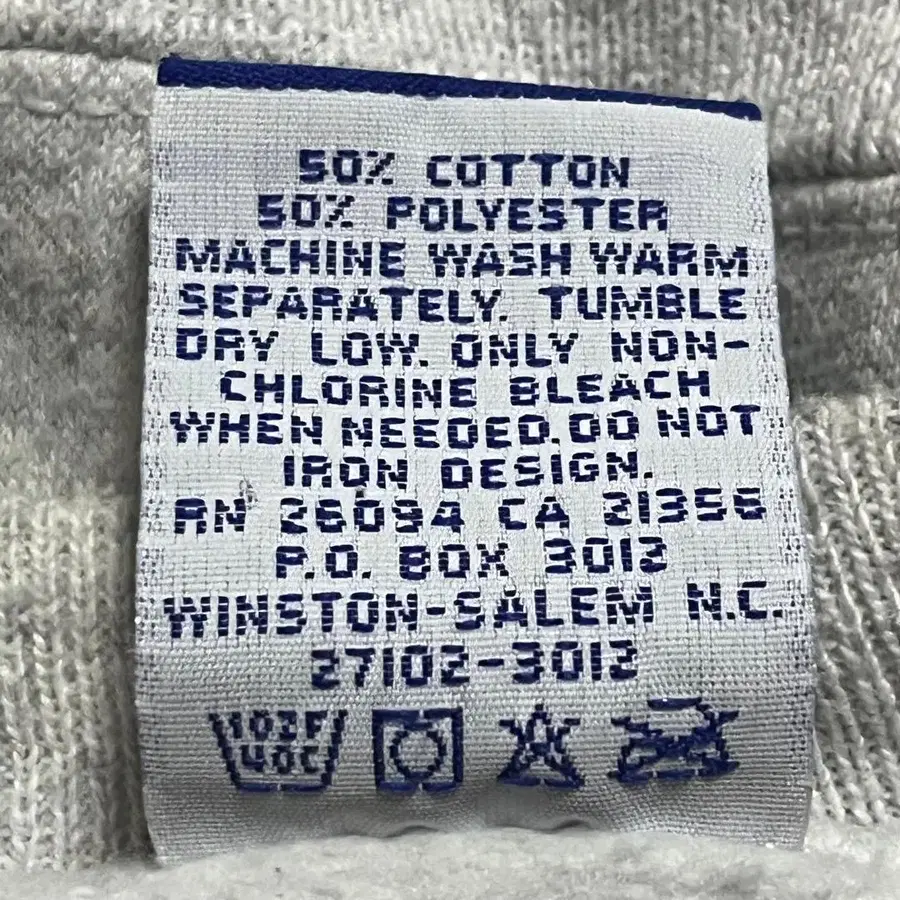 50% COTTON
50% POLYESTER
MACHINE WASH WARM
SEPARATELY. TUMBLE
DRY LOW. ONLY NON-
CHLORINE BLEACH
WHEN NEEDED. DO NOT
IRON DESIGN.
RN 26094 CA 21356
P.O. BOX 3012
WINSTON-SALEM N.C.
27102-3012
103F
40C